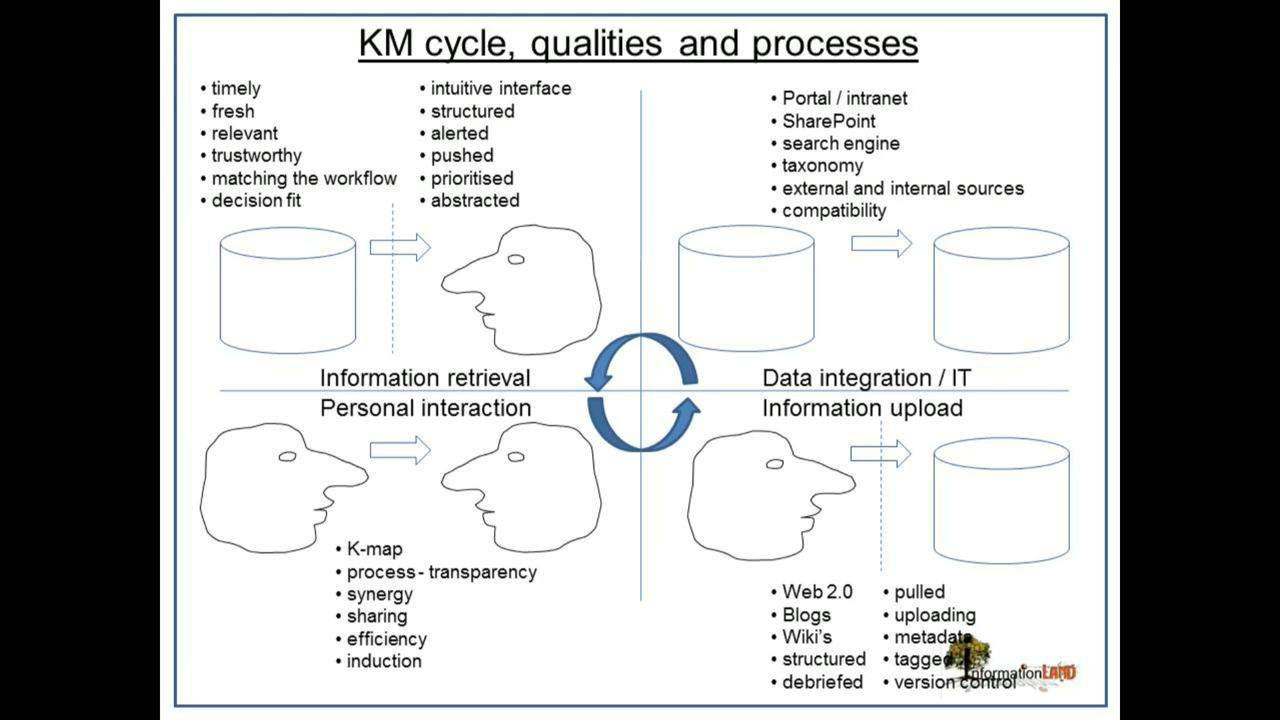 KM cycle, qualities and processes
• timely
• fresh
• relevant
• trustworthy
• matching the workflow
• decision fit
• intuitive interface
• structured
• alerted
• pushed
• prioritised
• abstracted
• Portal / intranet
• SharePoint
• search engine
• taxonomy
• external and internal sources
• compatibility
Information retrieval
Data integration / IT
Personal interaction
Information upload
• K-map
• process - transparency
• synergy
• sharing
• efficiency
• induction
• Web 2.0
• Blogs
• Wiki's
• structured
• debriefed
• pulled
• uploading
• metadata
• tagged
• version control
InformationLAND